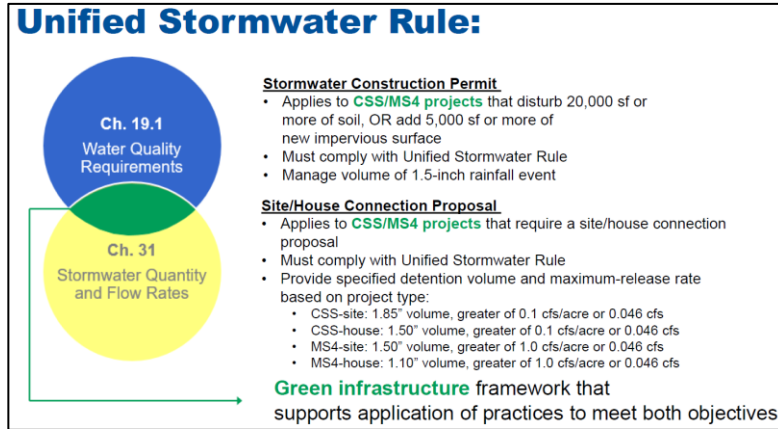 Unified Stormwater Rule:
Ch. 19.1
Water Quality
Requirements
Ch. 31
Stormwater Quantity
and Flow Rates
Stormwater Construction Permit
• Applies to CSS/MS4 projects that disturb 20,000 sf or
more of soil, OR add 5,000 sf or more of
new impervious surface
• Must comply with Unified Stormwater Rule
• Manage volume of 1.5-inch rainfall event
Site/House Connection Proposal
• Applies to CSS/MS4 projects that require a site/house connection
proposal
• Must comply with Unified Stormwater Rule
• Provide specified detention volume and maximum-release rate
based on project type:
• CSS-site: 1.85” volume, greater of 0.1 cfs/acre or 0.046 cfs
• CSS-house: 1.50” volume, greater of 0.1 cfs/acre or 0.046 cfs
• MS4-site: 1.50” volume, greater of 1.0 cfs/acre or 0.046 cfs
• MS4-house: 1.10” volume, greater of 1.0 cfs/acre or 0.046 cfs
Green infrastructure framework that
supports application of practices to meet both objectives